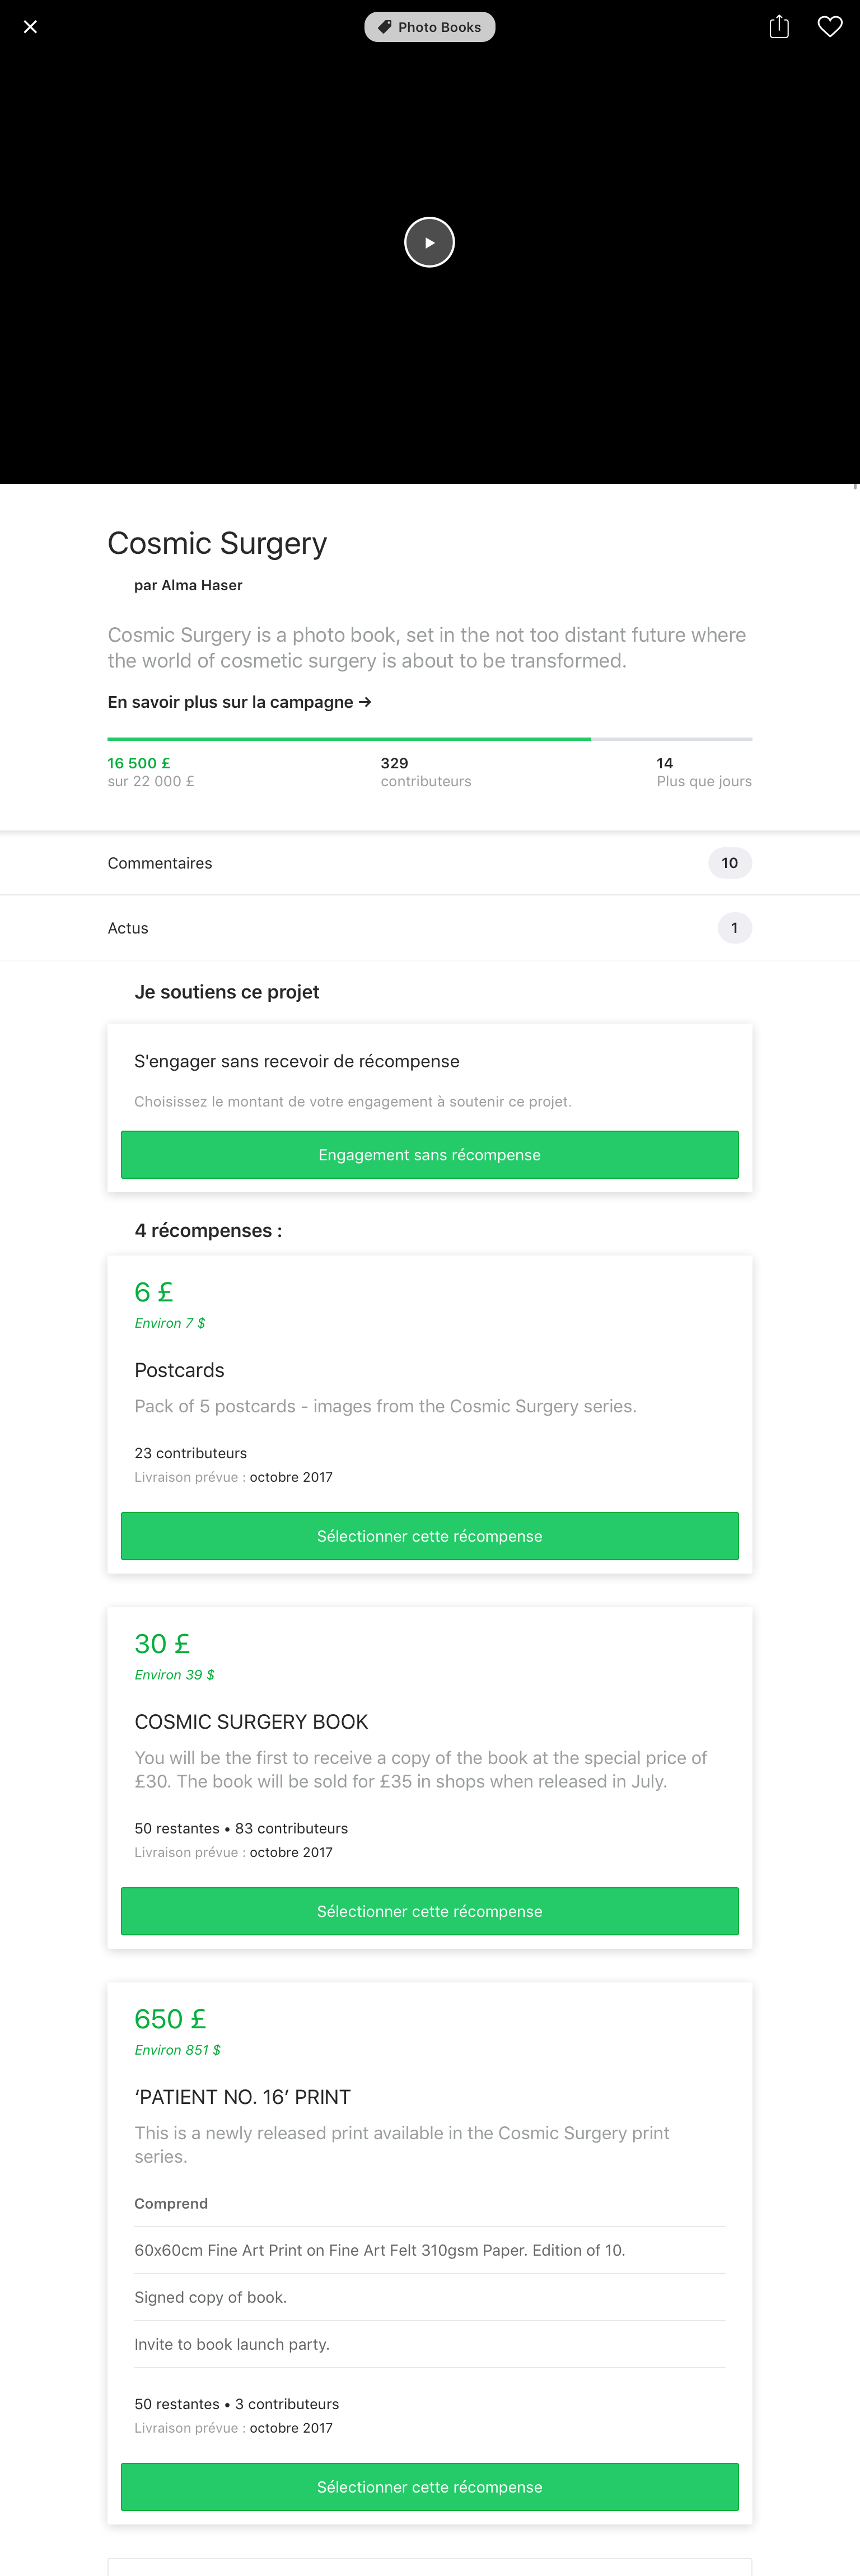 Photo Books
Cosmic Surgery
par Alma Haser
Cosmic Surgery is a photo book, set in the not too distant future where
the world of cosmetic surgery is about to be transformed.
En savoir plus sur la campagne →
16 500 £
sur 22 000 £
329
contributeurs
14
Plus que jours
Commentaires
10
Actus
1
Je soutiens ce projet
S'engager sans recevoir de récompense
Choisissez le montant de votre engagement à soutenir ce projet.
Engagement sans récompense
4 récompenses :
6 £
Environ 7 $
Postcards
Pack of 5 postcards - images from the Cosmic Surgery series.
23 contributeurs
Livraison prévue : octobre 2017
Sélectionner cette récompense
30 £
Environ 39 $
COSMIC SURGERY BOOK
You will be the first to receive a copy of the book at the special price of
£30. The book will be sold for £35 in shops when released in July.
50 restantes • 83 contributeurs
Livraison prévue : octobre 2017
Sélectionner cette récompense
650 £
Environ 851 $
‘PATIENT NO. 16’ PRINT
This is a newly released print available in the Cosmic Surgery print
series.
Comprend
60x60cm Fine Art Print on Fine Art Felt 310gsm Paper. Edition of 10.
Signed copy of book.
Invite to book launch party.
50 restantes • 3 contributeurs
Livraison prévue : octobre 2017
Sélectionner cette récompense